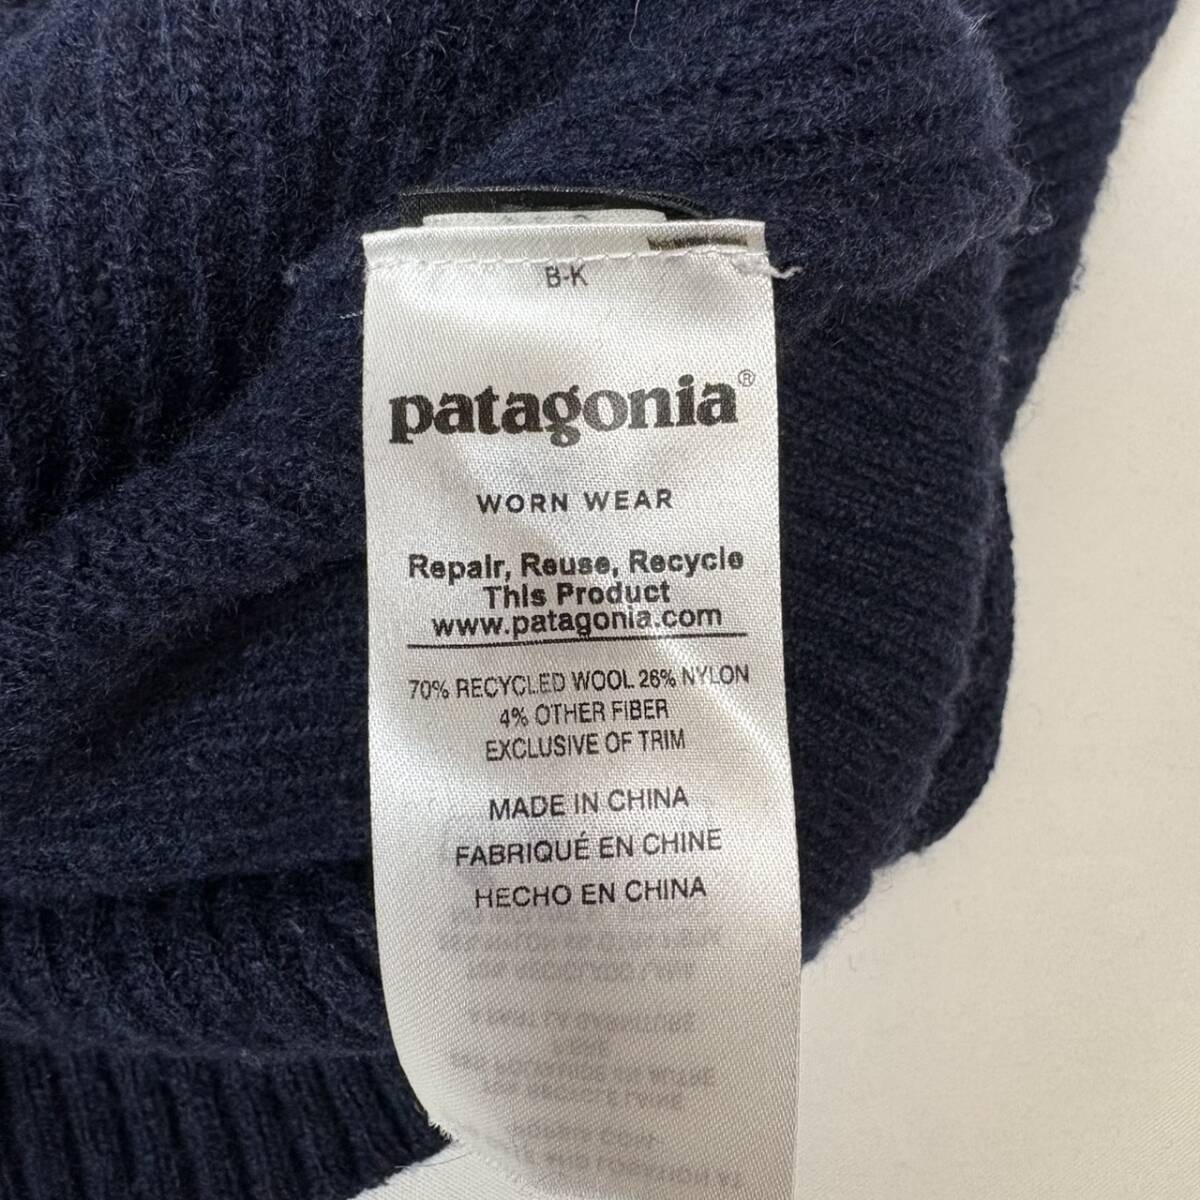 B-K
patagonia®
WORN WEAR
Repair, Reuse, Recycle
This Product
www.patagonia.com
70% RECYCLED WOOL 26% NYLON
4% OTHER FIBER
EXCLUSIVE OF TRIM
MADE IN CHINA
FABRIQUÉ EN CHINE
HECHO EN CHINA